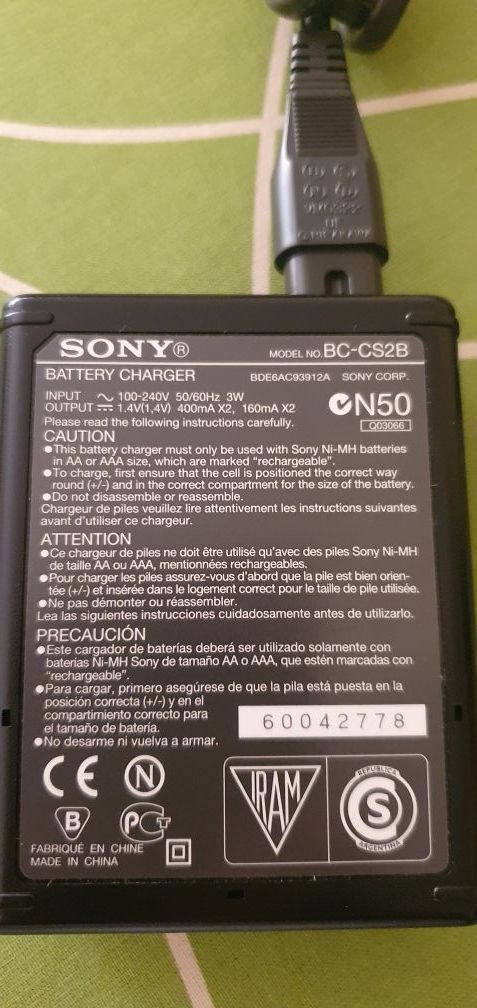 SONY®
MODEL NO. BC-CS2B
BATTERY CHARGER
BDE6AC93912A SONY CORP.
INPUT ~ 100-240V 50/60Hz 3W
OUTPUT ⎓ 1.4V(1,4V) 400mA X2, 160mA X2
N50
Q03066
Please read the following instructions carefully.
CAUTION
●This battery charger must only be used with Sony Ni-MH batteries
in AA or AAA size, which are marked "rechargeable".
●To charge, first ensure that the cell is positioned the correct way
round (+/-) and in the correct compartment for the size of the battery.
●Do not disassemble or reassemble.
Chargeur de piles veuillez lire attentivement les instructions suivantes
avant d'utiliser ce chargeur.
ATTENTION
●Ce chargeur de piles ne doit être utilisé qu'avec des piles Sony Ni-MH
de taille AA ou AAA, mentionnées rechargeables.
●Pour charger les piles assurez-vous d'abord que la pile est bien orien-
tée (+/-) et insérée dans le logement correct pour le taille de pile utilisée.
●Ne pas démonter ou réassembler.
Lea las siguientes instrucciones cuidadosamente antes de utilizarlo.
PRECAUCIÓN
●Este cargador de baterías deberá ser utilizado solamente con
baterías Ni-MH Sony de tamaño AA o AAA, que estén marcadas con
"rechargeable".
●Para cargar, primero asegúrese de que la pila está puesta en la
posición correcta (+/-) y en el
compartimiento correcto para
el tamaño de batería.
●No desarme ni vuelva a armar.
60042778
CE N
B
IRAM
REPUBLICA
S
ARGENTINA
FABRIQUÉ EN CHINE
MADE IN CHINA